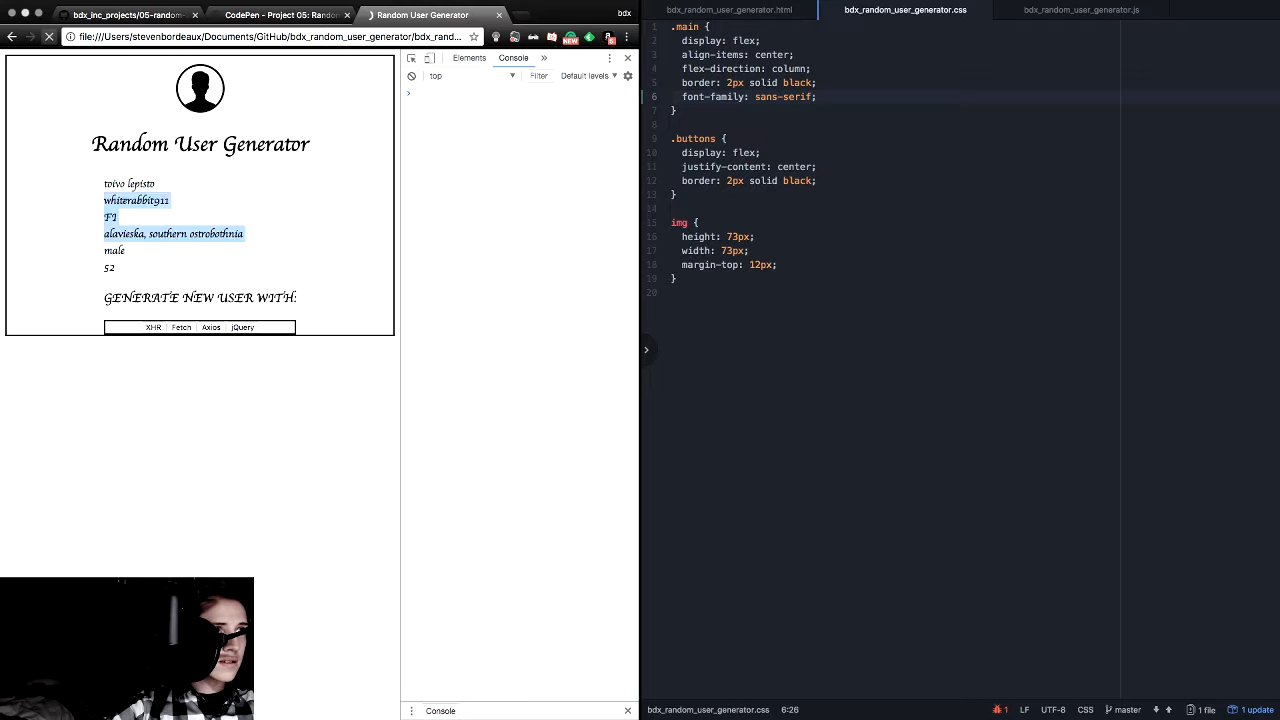 bdx_inc_projects/05-random-
CodePen - Project 05: Random
Random User Generator
bdx
file:///Users/stevenbordeaux/Documents/GitHub/bdx_random_user_generator/bdx_rand...
NEW
Random User Generator
toivo lepisto
whiterabbit911
FI
alavieska, southern ostrobothnia
male
52
GENERATE NEW USER WITH:
XHR
Fetch
Axios
jQuery
Elements
Console
»
top
Filter
Default levels
>
Console
bdx_random_user_generator.html
bdx_random_user_generator.css
bdx_random_user_generator.js
1 .main {
2 display: flex;
3 align-items: center;
4 flex-direction: column;
5 border: 2px solid black;
6 font-family: sans-serif;
7 }
8
9 .buttons {
10 display: flex;
11 justify-content: center;
12 border: 2px solid black;
13 }
14
15 img {
16 height: 73px;
17 width: 73px;
18 margin-top: 12px;
19 }
20
bdx_random_user_generator.css 6:26
1 LF UTF-8 CSS master 1 file 1 update